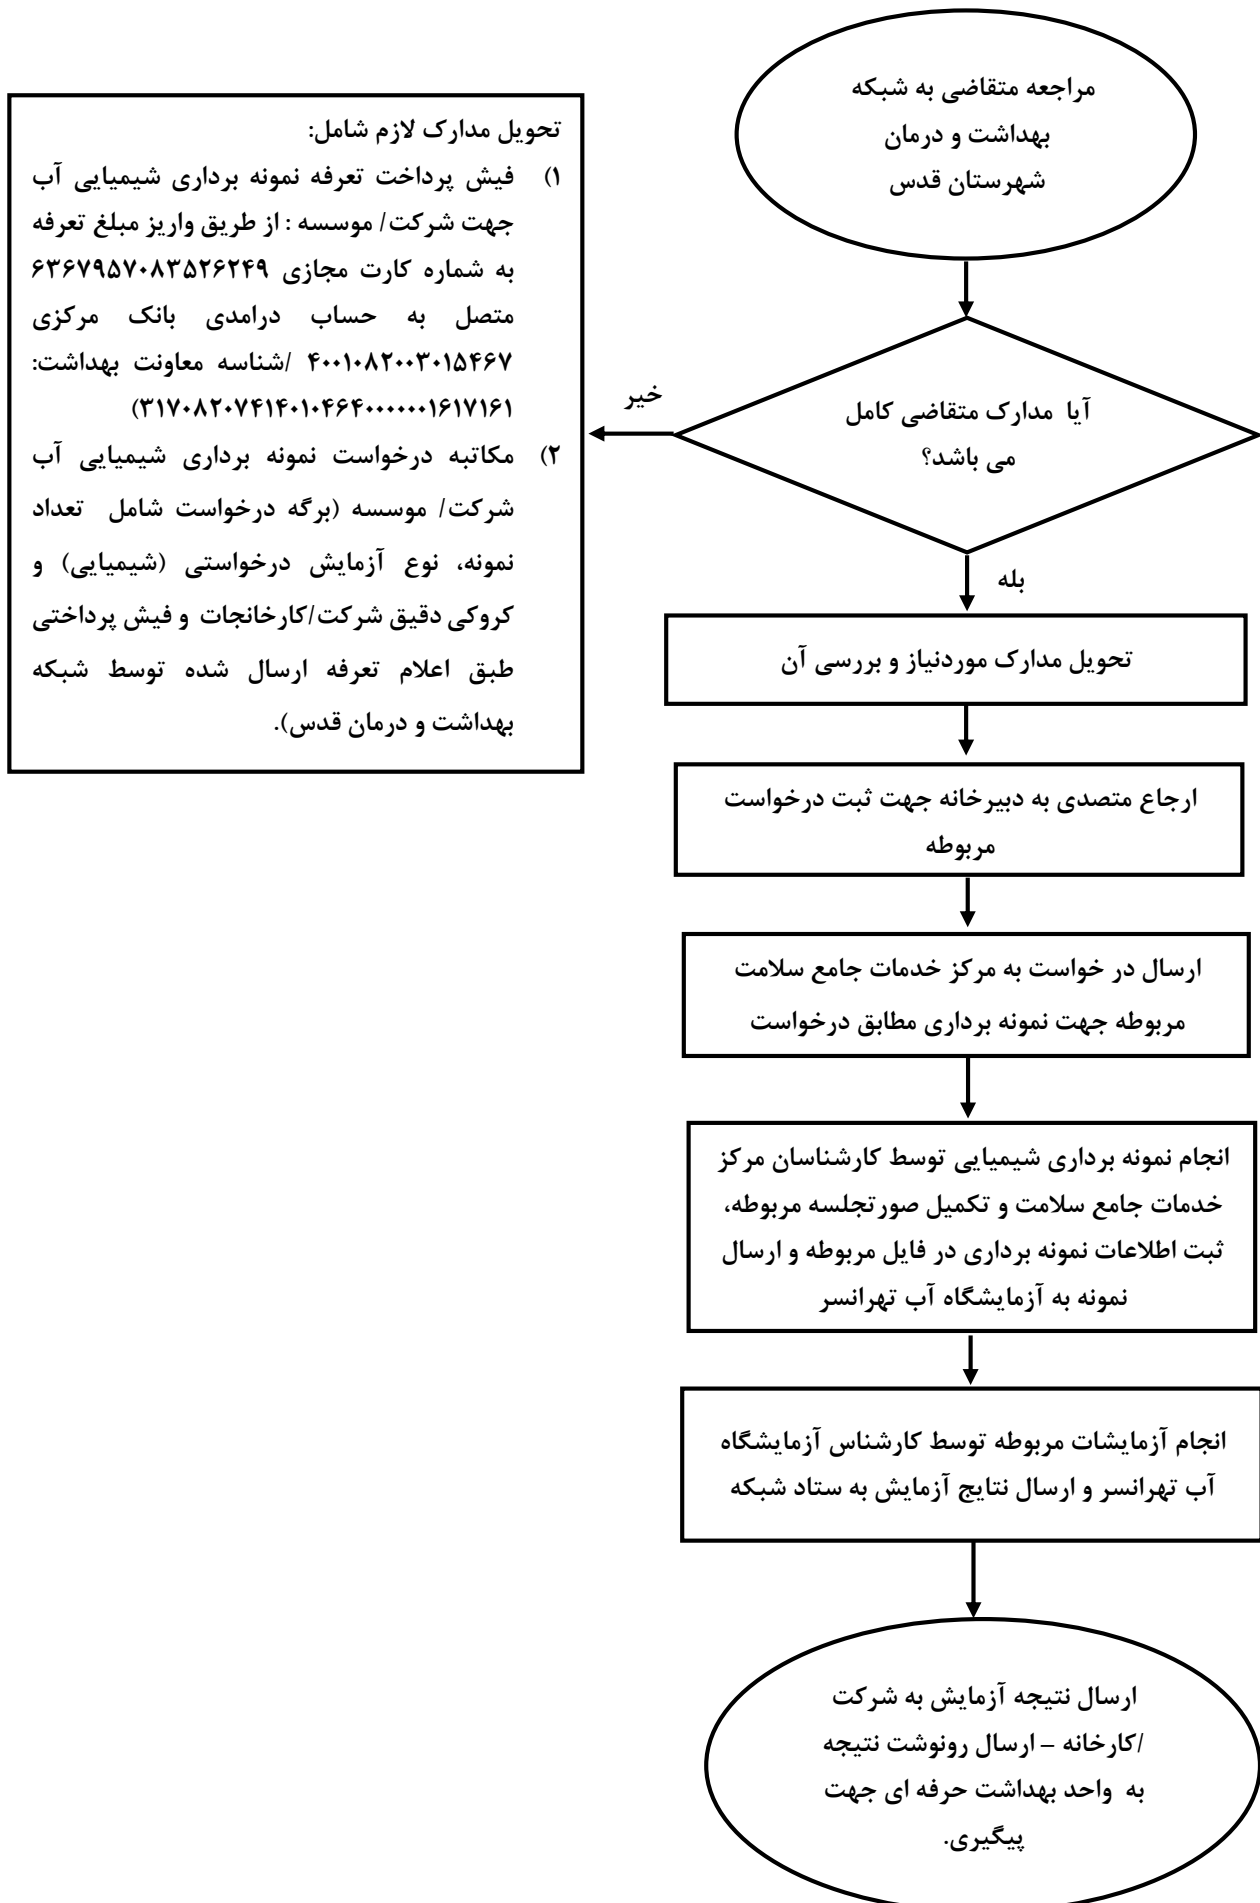 مراجعه متقاضی به شبکه
بهداشت و درمان
شهرستان قدس
آیا مدارک متقاضی کامل
می باشد؟
خیر
تحویل مدارک لازم شامل:
۱) فیش پرداخت تعرفه نمونه برداری شیمیایی آب
جهت شرکت/ موسسه : از طریق واریز مبلغ تعرفه
به شماره کارت مجازی ۶۳۶۷۹۵۷۰۸۳۵۲۶۲۴۹
متصل به حساب درامدی بانک مرکزی
۴۰۰۱۰۸۲۰۰۳۰۱۵۴۶۷ /شناسه معاونت بهداشت:
۳۱۷۰۸۲۰۷۴۱۴۰۱۰۴۶۴۰۰۰۰۰۰۱۶۱۷۱۶۱)
۲) مکاتبه درخواست نمونه برداری شیمیایی آب
شرکت/ موسسه (برگه درخواست شامل تعداد
نمونه، نوع آزمایش درخواستی (شیمیایی) و
کروکی دقیق شرکت/کارخانجات و فیش پرداختی
طبق اعلام تعرفه ارسال شده توسط شبکه
بهداشت و درمان قدس).
بله
تحویل مدارک موردنیاز و بررسی آن
ارجاع متصدی به دبیرخانه جهت ثبت درخواست
مربوطه
ارسال در خواست به مرکز خدمات جامع سلامت
مربوطه جهت نمونه برداری مطابق درخواست
انجام نمونه برداری شیمیایی توسط کارشناسان مرکز
خدمات جامع سلامت و تکمیل صورتجلسه مربوطه،
ثبت اطلاعات نمونه برداری در فایل مربوطه و ارسال
نمونه به آزمایشگاه آب تهرانسر
انجام آزمایشات مربوطه توسط کارشناس آزمایشگاه
آب تهرانسر و ارسال نتایج آزمایش به ستاد شبکه
ارسال نتیجه آزمایش به شرکت
/کارخانه – ارسال رونوشت نتیجه
به واحد بهداشت حرفه ای جهت
پیگیری.